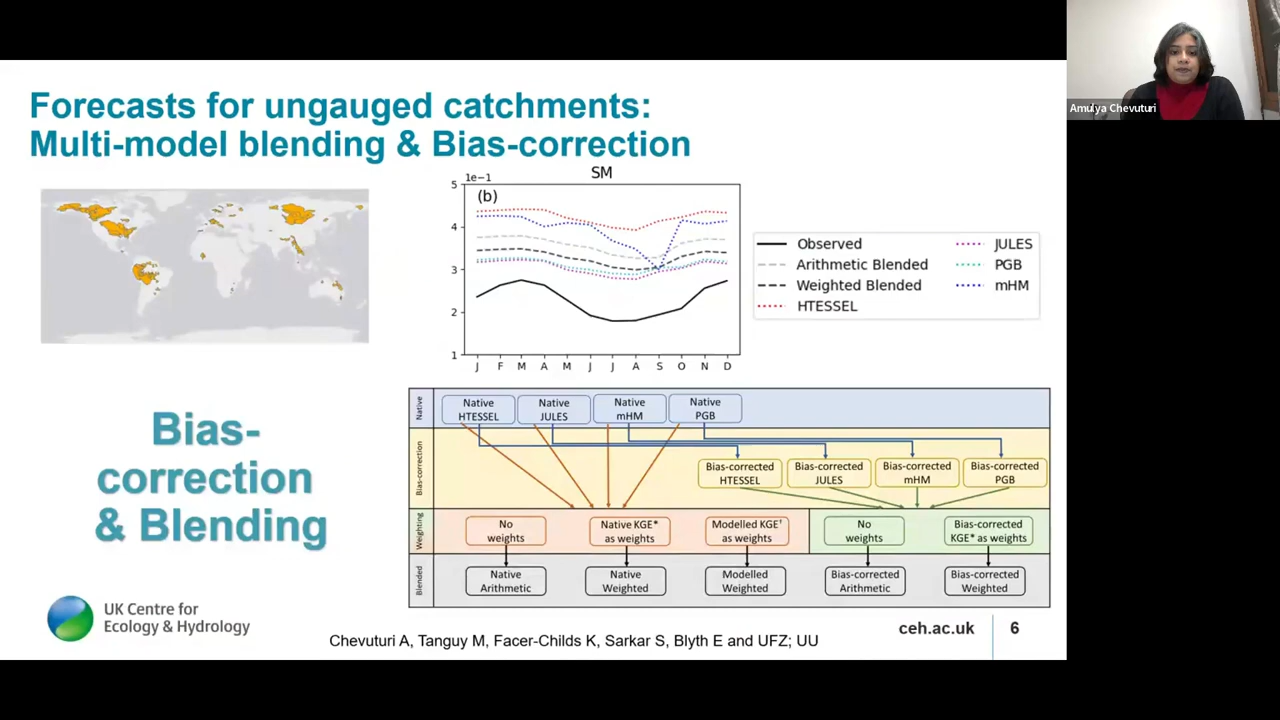 Amulya Chevuturi
Forecasts for ungauged catchments:
Multi-model blending & Bias-correction
SM
1e−1
(b)
5
4
3
2
1
J F M A M J J A S O N D
Observed
Arithmetic Blended
Weighted Blended
HTESSEL
JULES
PGB
mHM
Bias-
correction
& Blending
Native
Native
HTESSEL
Native
JULES
Native
mHM
Native
PGB
Bias-correction
Bias-corrected
HTESSEL
Bias-corrected
JULES
Bias-corrected
mHM
Bias-corrected
PGB
Weighting
No
weights
Native KGE*
as weights
Modelled KGE†
as weights
No
weights
Bias-corrected
KGE* as weights
Blended
Native
Arithmetic
Native
Weighted
Modelled
Weighted
Bias-corrected
Arithmetic
Bias-corrected
Weighted
UK Centre for
Ecology & Hydrology
Chevuturi A, Tanguy M, Facer-Childs K, Sarkar S, Blyth E and UFZ; UU
ceh.ac.uk
6